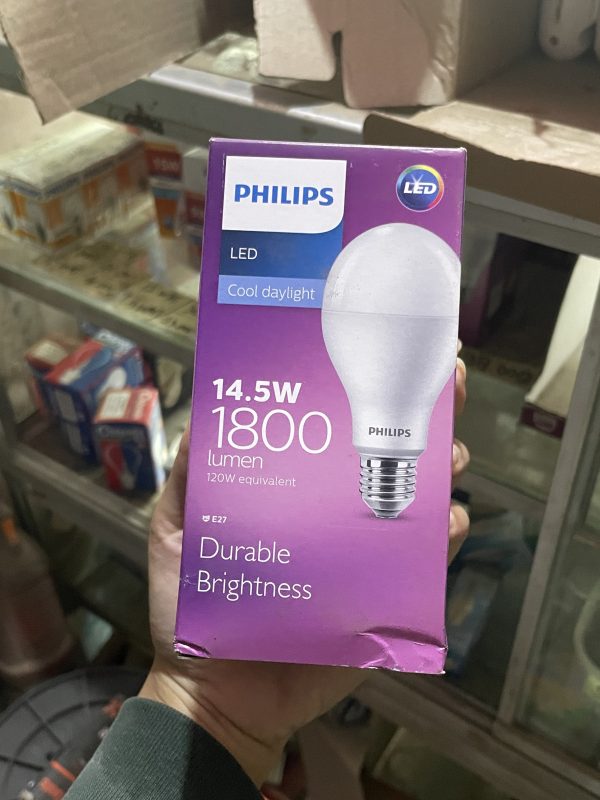 PHILIPS
LED
LED
Cool daylight
14.5W
1800
lumen
120W equivalent
E27
Durable
Brightness
PHILIPS